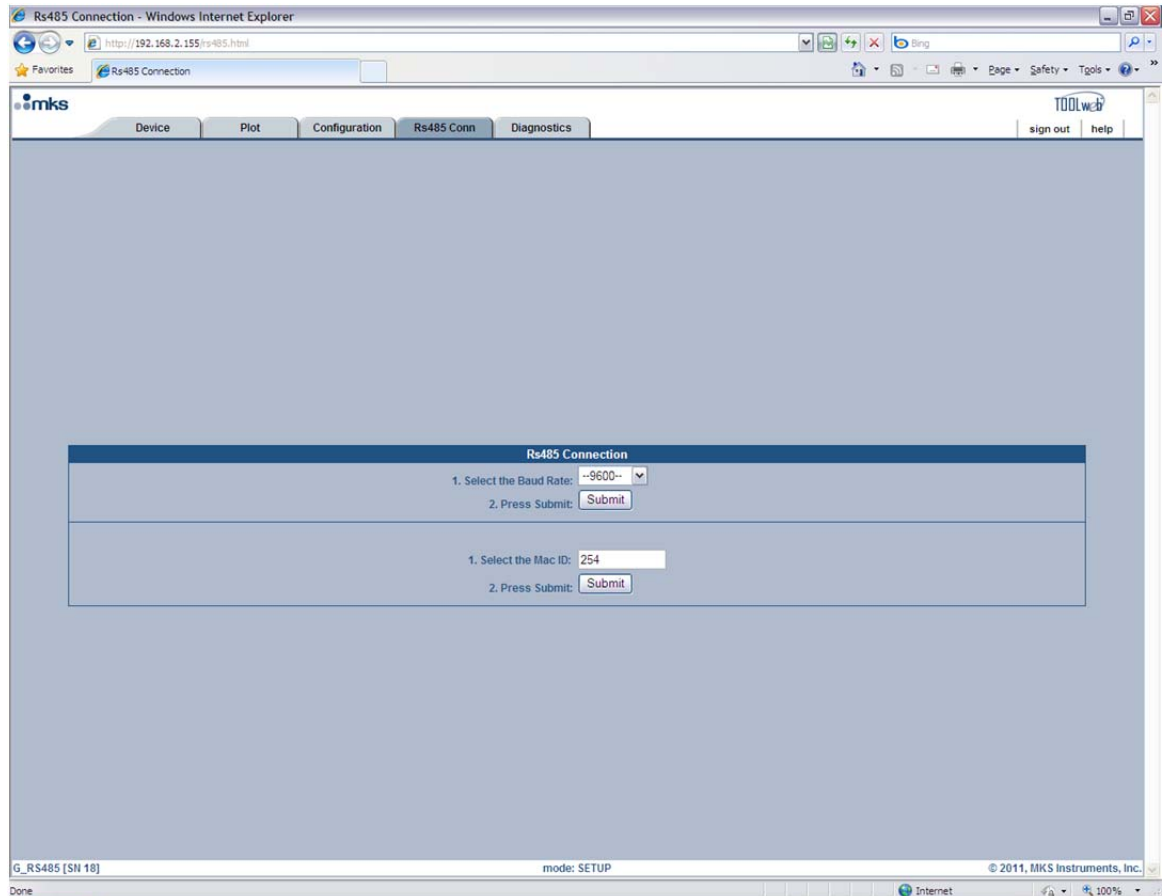 Rs485 Connection - Windows Internet Explorer
http://192.168.2.155/rs485.html
Bing
Favorites
Rs485 Connection
Page
Safety
Tools
»
mks
TOOLweb
Device
Plot
Configuration
Rs485 Conn
Diagnostics
sign out
help
Rs485 Connection
1. Select the Baud Rate: --9600--
2. Press Submit: Submit
1. Select the Mac ID: 254
2. Press Submit: Submit
G_RS485 [SN 18]
mode: SETUP
© 2011, MKS Instruments, Inc.
Done
Internet
100%